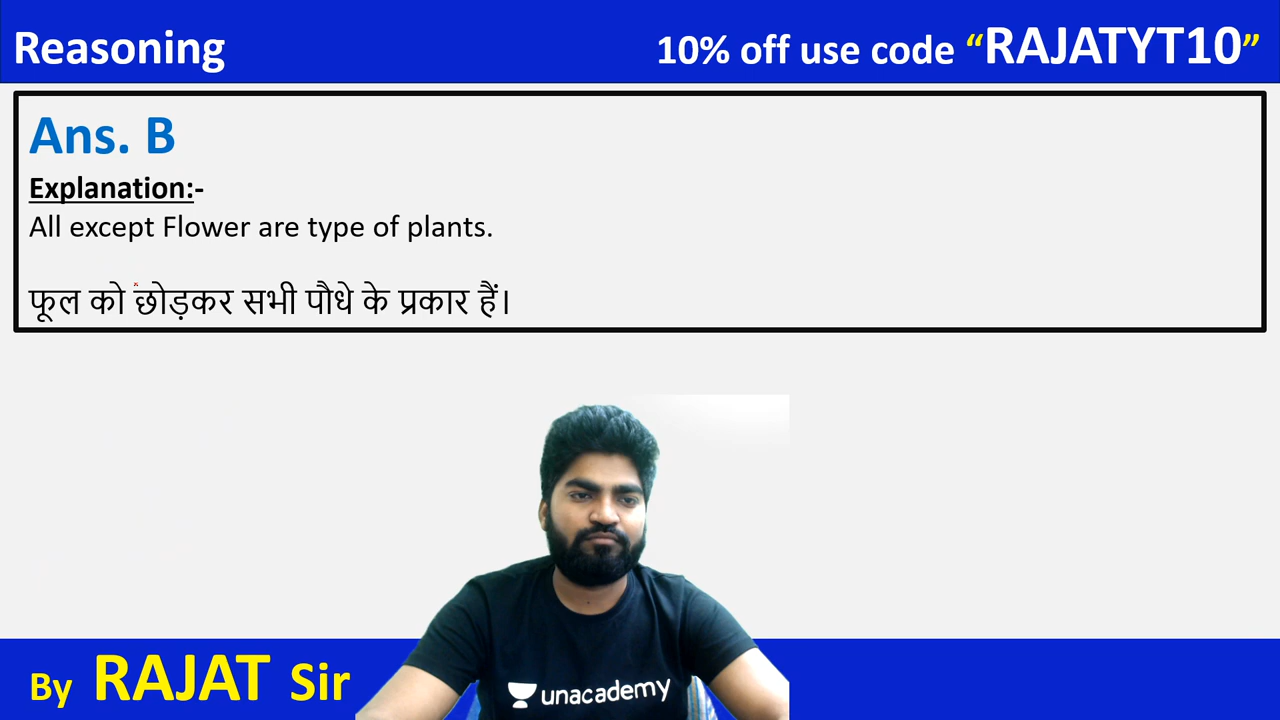 Reasoning
10% off use code “RAJATYT10”
Ans. B
Explanation:-
All except Flower are type of plants.
फूल को छोड़कर सभी पौधे के प्रकार हैं।
unacademy
By RAJAT Sir